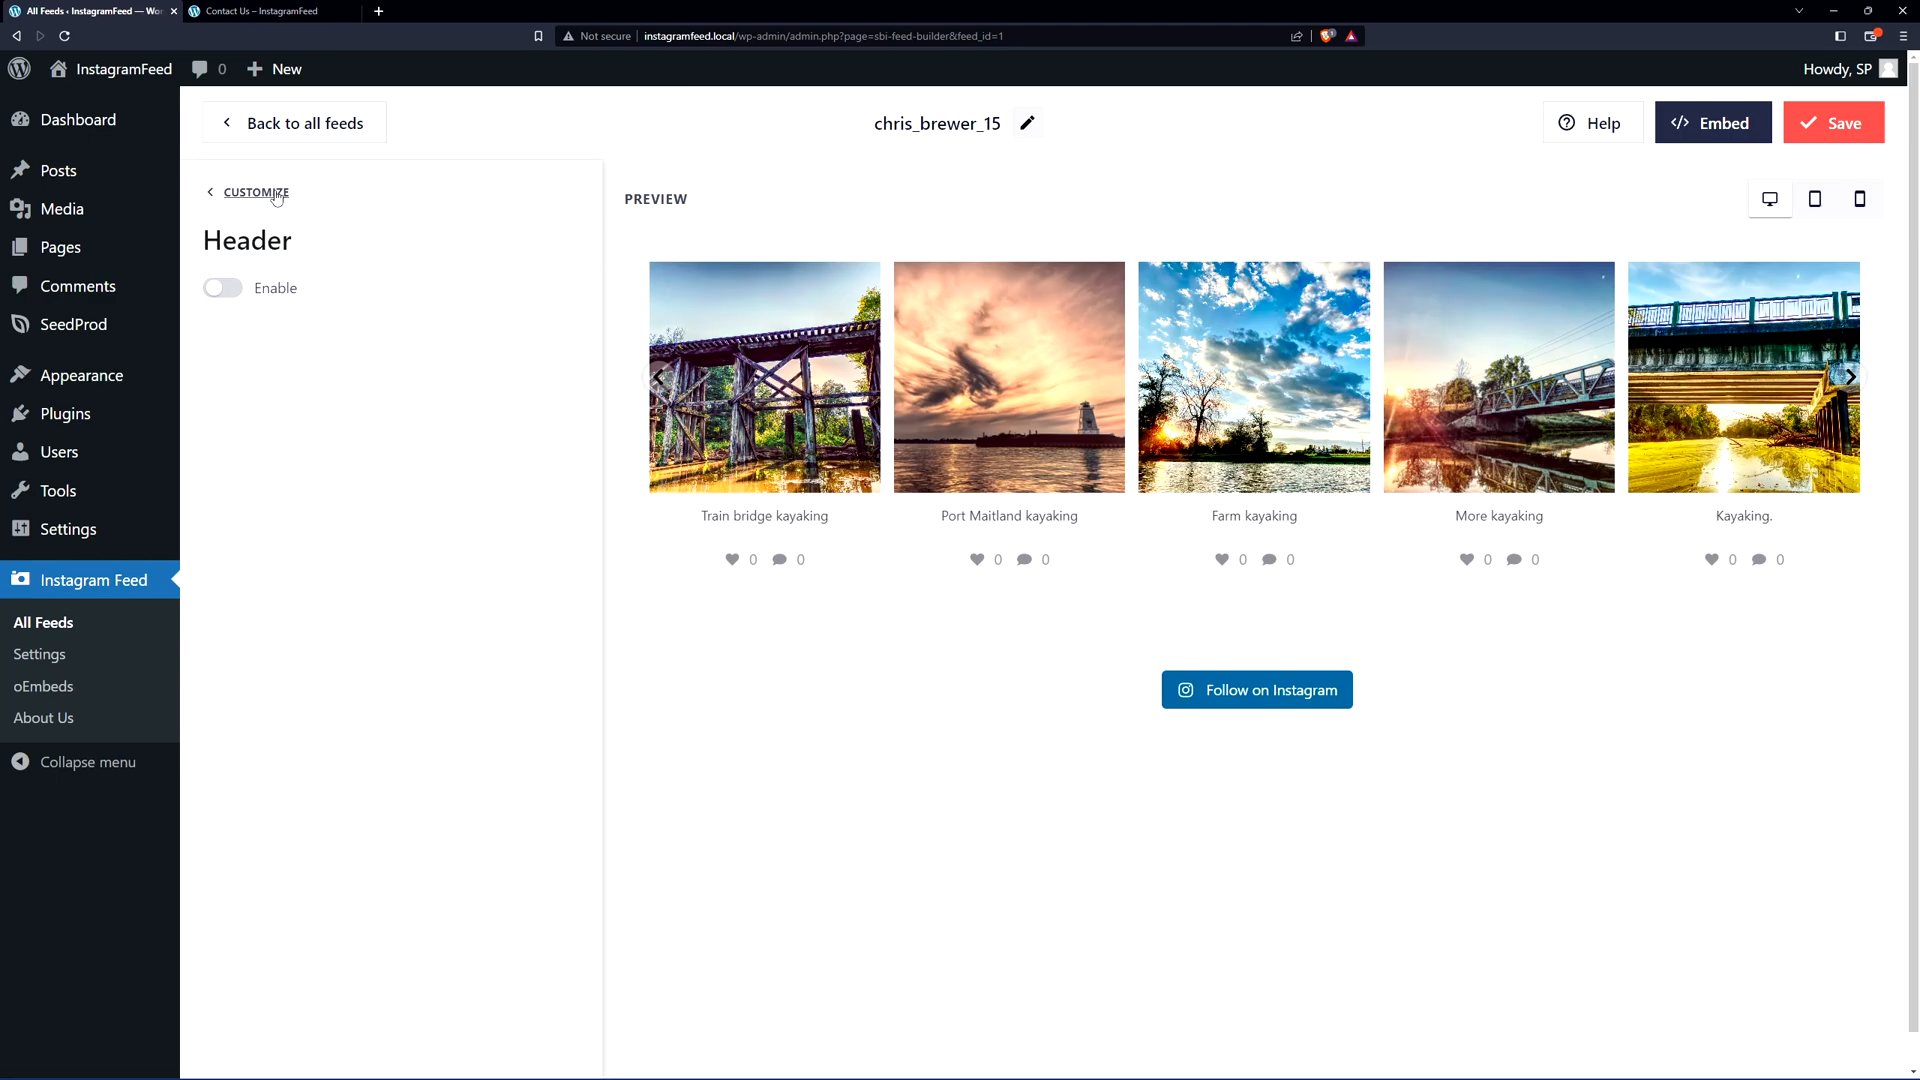 All Feeds ‹ InstagramFeed — Wor
Contact Us – InstagramFeed
Not secure
instagramfeed.local/wp-admin/admin.php?page=sbi-feed-builder&feed_id=1
InstagramFeed
0
New
Howdy, SP
Dashboard
Posts
Media
Pages
Comments
SeedProd
Appearance
Plugins
Users
Tools
Settings
Instagram Feed
All Feeds
Settings
oEmbeds
About Us
Collapse menu
Back to all feeds
chris_brewer_15
Help
</> Embed
Save
CUSTOMIZE
Header
Enable
PREVIEW
Train bridge kayaking
0 0
Port Maitland kayaking
0 0
Farm kayaking
0 0
More kayaking
0 0
Kayaking.
0 0
Follow on Instagram